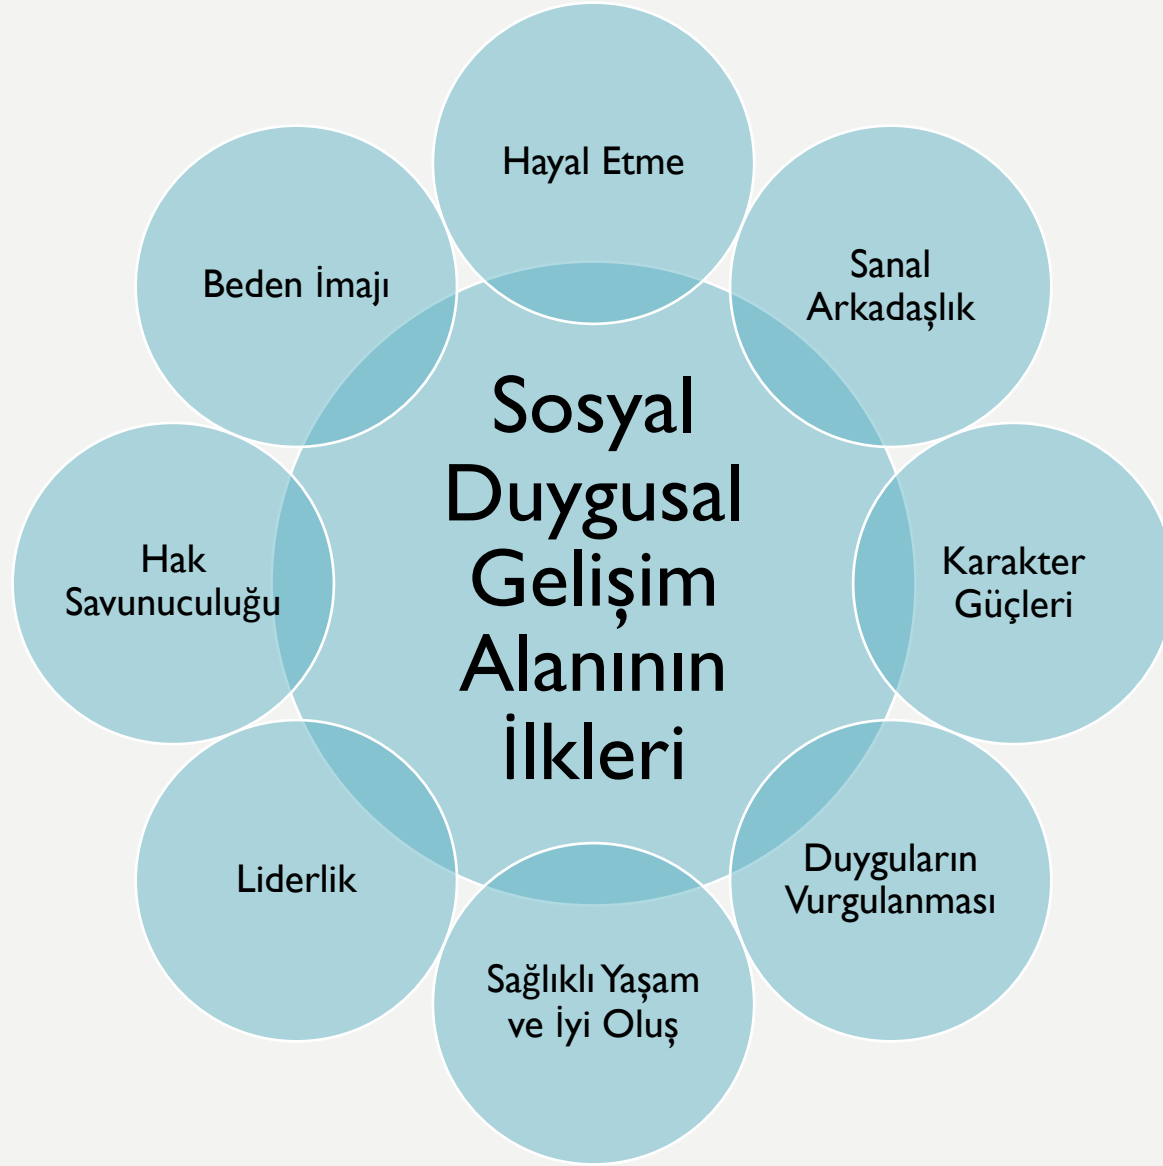 Hayal Etme
Sanal
Arkadaşlık
Karakter
Güçleri
Duyguların
Vurgulanması
Sağlıklı Yaşam
ve İyi Oluş
Liderlik
Hak
Savunuculuğu
Beden İmajı
Sosyal
Duygusal
Gelişim
Alanının
İlkleri